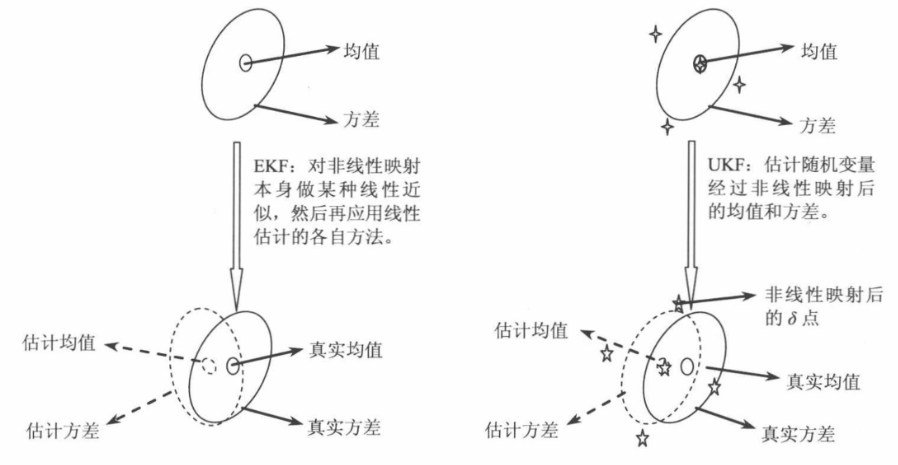 均值
方差
EKF：对非线性映射
本身做某种线性近
似，然后再应用线性
估计的各自方法。
估计均值
真实均值
估计方差
真实方差
均值
方差
UKF：估计随机变量
经过非线性映射后
的均值和方差。
非线性映射后
的δ点
估计均值
真实均值
估计方差
真实方差